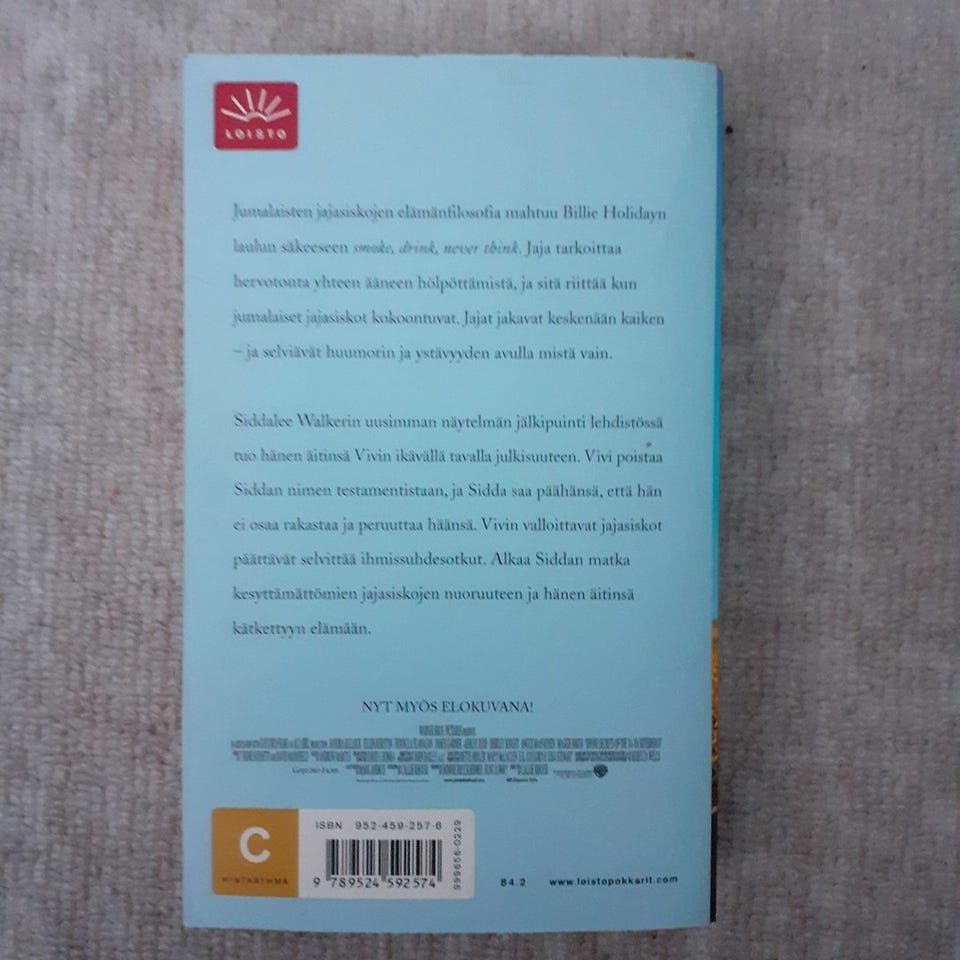 LOISTO
Jumalaisten jajasiskojen elämänfilosofia mahtuu Billie Holidayn
laulun säkeeseen smoke, drink, never think. Jaja tarkoittaa
hervotonta yhteen ääneen hölpöttämistä, ja sitä riittää kun
jumalaiset jajasiskot kokoontuvat. Jajat jakavat keskenään kaiken
– ja selviävät huumorin ja ystävyyden avulla mistä vain.
Siddalee Walkerin uusimman näytelmän jälkipuinti lehdistössä
tuo hänen äitinsä Vivin ikävällä tavalla julkisuuteen. Vivi poistaa
Siddan nimen testamentistaan, ja Sidda saa päähänsä, että hän
ei osaa rakastaa ja peruuttaa häänsä. Vivin valloittavat jajasiskot
päättävät selvittää ihmissuhdesotkut. Alkaa Siddan matka
kesyttämättömien jajasiskojen nuoruuteen ja hänen äitinsä
kätkettyyn elämään.
NYT MYÖS ELOKUVANA!
C
HINTARYHMÄ
ISBN 952-459-257-6
9 789524 592574
999656-0229
84.2 www.loistopokkarit.com